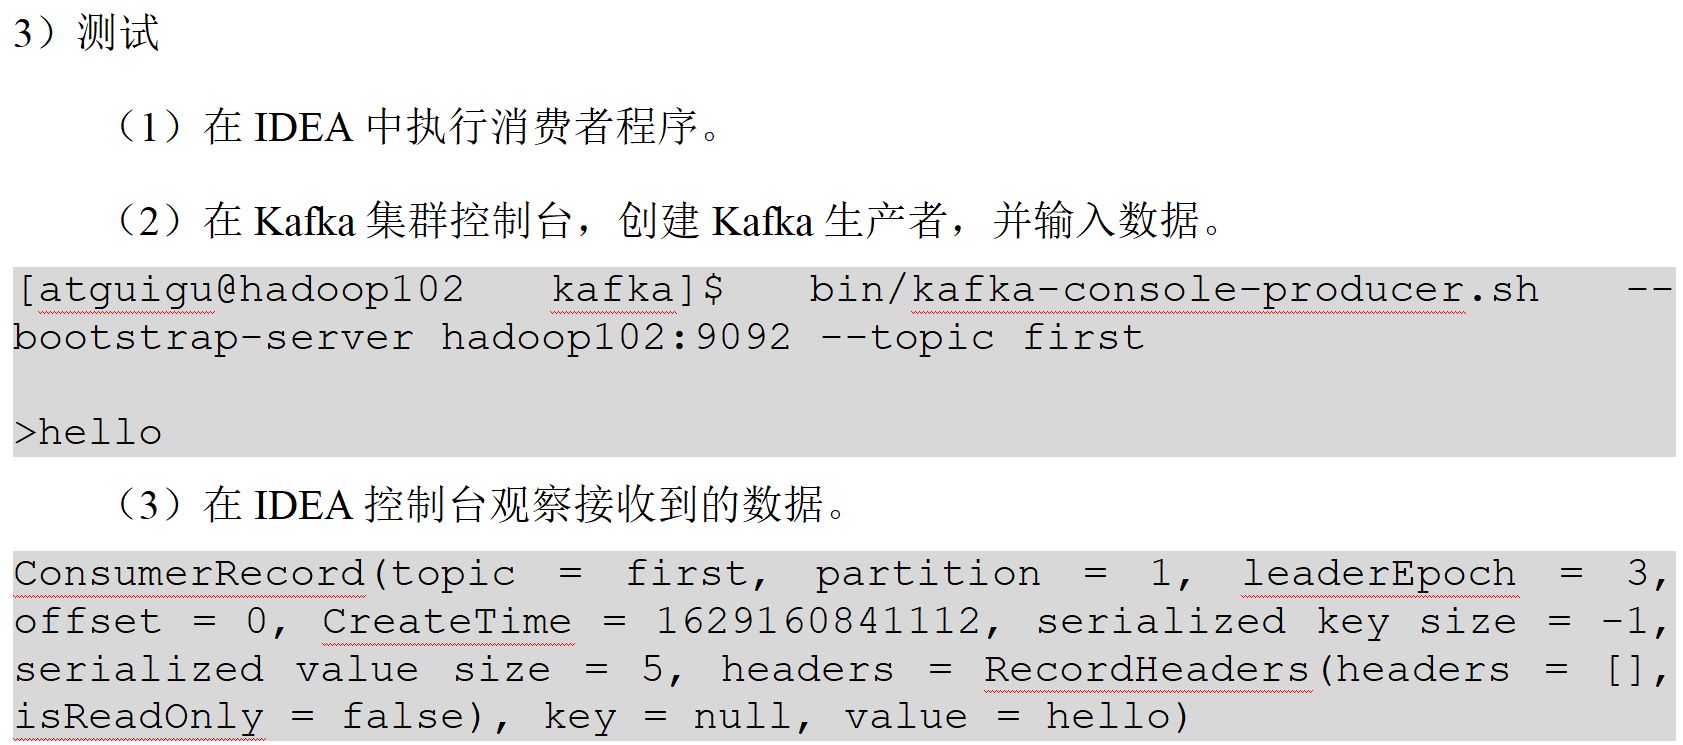 3）测试
（1）在 IDEA 中执行消费者程序。
（2）在 Kafka 集群控制台，创建 Kafka 生产者，并输入数据。
[atguigu@hadoop102 kafka]$ bin/kafka-console-producer.sh --
bootstrap-server hadoop102:9092 --topic first
>hello
（3）在 IDEA 控制台观察接收到的数据。
ConsumerRecord(topic = first, partition = 1, leaderEpoch = 3,
offset = 0, CreateTime = 1629160841112, serialized key size = -1,
serialized value size = 5, headers = RecordHeaders(headers = [],
isReadOnly = false), key = null, value = hello)